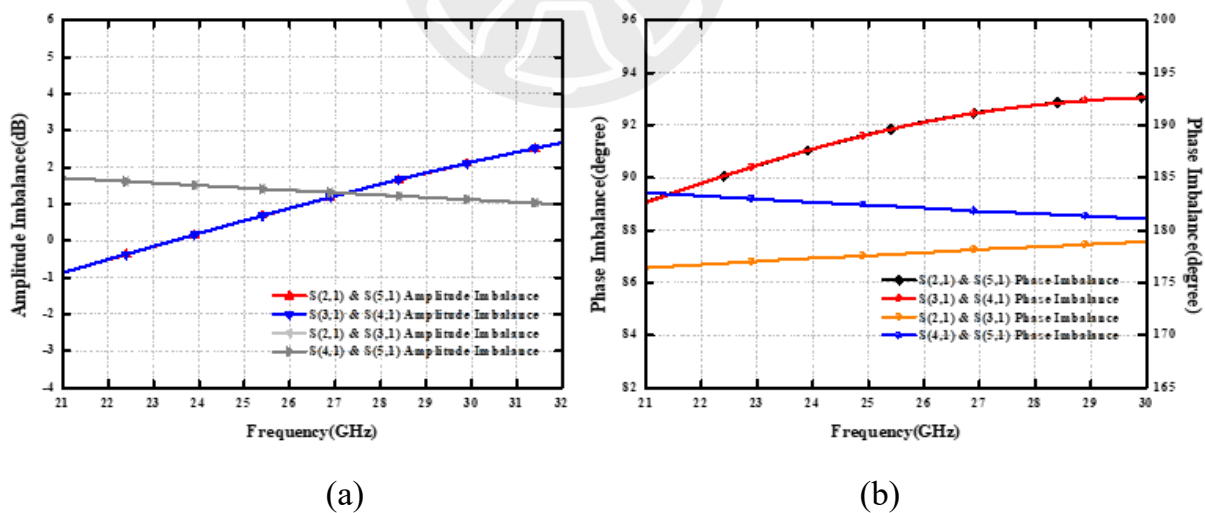 6
5
4
3
2
1
0
-1
-2
-3
-4
Amplitude Imbalance(dB)
S(2,1) & S(5,1) Amplitude Imbalance
S(3,1) & S(4,1) Amplitude Imbalance
S(2,1) & S(3,1) Amplitude Imbalance
S(4,1) & S(5,1) Amplitude Imbalance
21 22 23 24 25 26 27 28 29 30 31 32
Frequency(GHz)
(a)
96
94
92
90
88
86
84
82
Phase Imbalance(degree)
S(2,1) & S(5,1) Phase Imbalance
S(3,1) & S(4,1) Phase Imbalance
S(2,1) & S(3,1) Phase Imbalance
S(4,1) & S(5,1) Phase Imbalance
200
195
190
185
180
175
170
165
Phase Imbalance(degree)
21 22 23 24 25 26 27 28 29 30
Frequency(GHz)
(b)